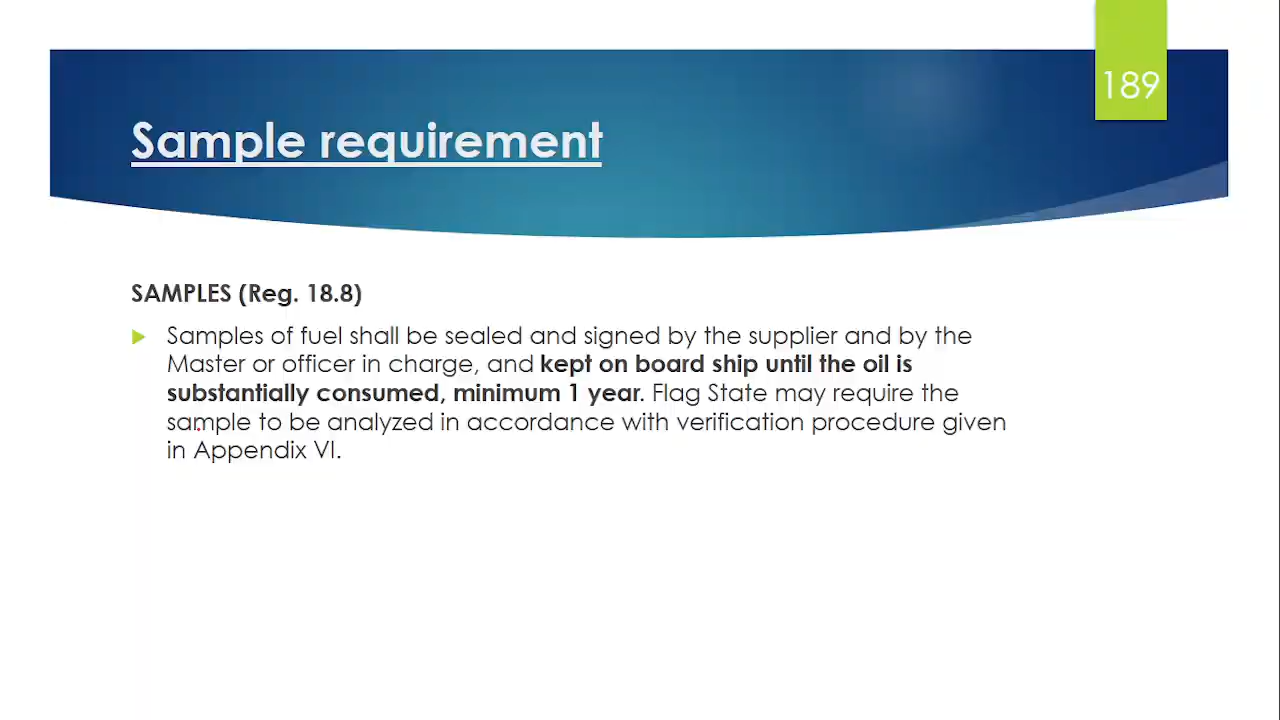 189
Sample requirement
SAMPLES (Reg. 18.8)
Samples of fuel shall be sealed and signed by the supplier and by the
Master or officer in charge, and kept on board ship until the oil is
substantially consumed, minimum 1 year. Flag State may require the
sample to be analyzed in accordance with verification procedure given
in Appendix VI.